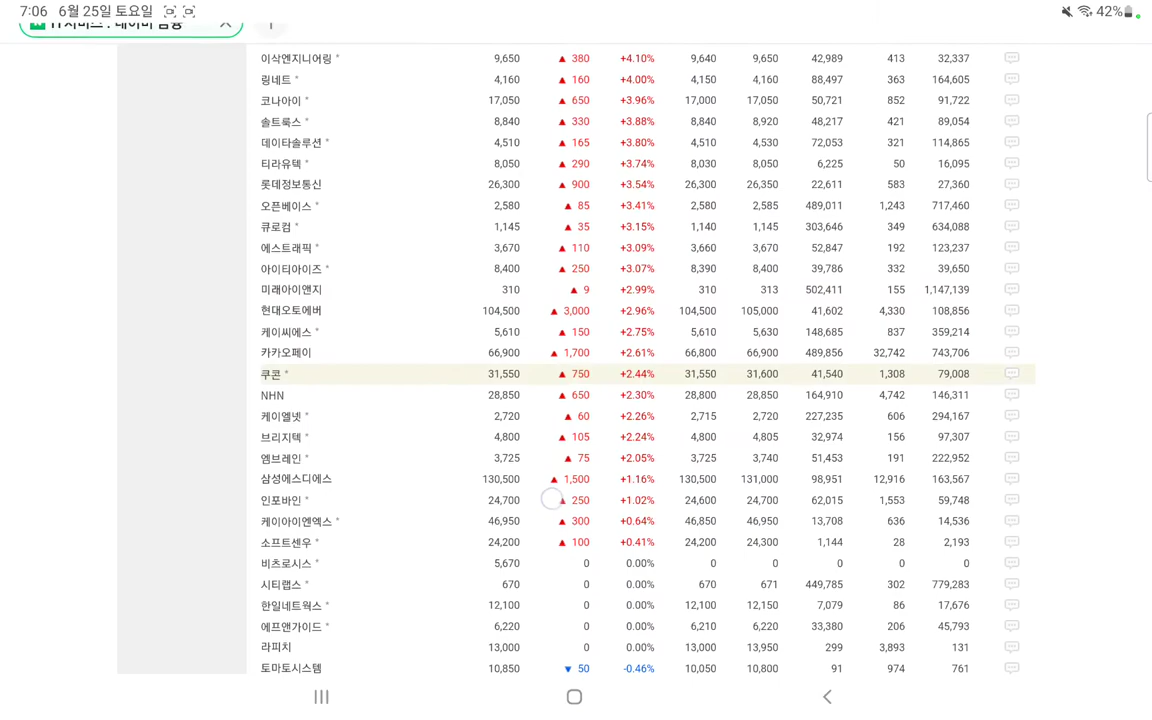 7:06 6월 25일 토요일 42%
IT서비스 : 네이버 금융
이삭엔지니어링 * 9,650 ▲ 380 +4.10% 9,640 9,650 42,989 413 32,337
링네트 * 4,160 ▲ 160 +4.00% 4,150 4,160 88,497 363 164,605
코나아이 * 17,050 ▲ 650 +3.96% 17,000 17,050 50,721 852 91,722
솔트룩스 * 8,840 ▲ 330 +3.88% 8,840 8,920 48,217 421 89,054
데이타솔루션 * 4,510 ▲ 165 +3.80% 4,510 4,530 72,053 321 114,865
티라유텍 * 8,050 ▲ 290 +3.74% 8,030 8,050 6,225 50 16,095
롯데정보통신 26,300 ▲ 900 +3.54% 26,300 26,350 22,611 583 27,360
오픈베이스 * 2,580 ▲ 85 +3.41% 2,580 2,585 489,011 1,243 717,460
큐로컴 * 1,145 ▲ 35 +3.15% 1,140 1,145 303,646 349 634,088
에스트래픽 * 3,670 ▲ 110 +3.09% 3,660 3,670 52,847 192 123,237
아이티아이즈 * 8,400 ▲ 250 +3.07% 8,390 8,400 39,786 332 39,650
미래아이앤지 310 ▲ 9 +2.99% 310 313 502,411 155 1,147,139
현대오토에버 104,500 ▲ 3,000 +2.96% 104,500 105,000 41,602 4,330 108,856
케이씨에스 * 5,610 ▲ 150 +2.75% 5,610 5,630 148,685 837 359,214
카카오페이 66,900 ▲ 1,700 +2.61% 66,800 66,900 489,856 32,742 743,706
쿠콘 * 31,550 ▲ 750 +2.44% 31,550 31,600 41,540 1,308 79,008
NHN 28,850 ▲ 650 +2.30% 28,800 28,850 164,910 4,742 146,311
케이엘넷 * 2,720 ▲ 60 +2.26% 2,715 2,720 227,235 606 294,167
브리지텍 * 4,800 ▲ 105 +2.24% 4,800 4,805 32,974 156 97,307
엠브레인 * 3,725 ▲ 75 +2.05% 3,725 3,740 51,453 191 222,952
삼성에스디에스 130,500 ▲ 1,500 +1.16% 130,500 131,000 98,951 12,916 163,567
인포바인 * 24,700 ▲ 250 +1.02% 24,600 24,700 62,015 1,553 59,748
케이아이엔엑스 * 46,950 ▲ 300 +0.64% 46,850 46,950 13,708 636 14,536
소프트센우 * 24,200 ▲ 100 +0.41% 24,200 24,300 1,144 28 2,193
비츠로시스 * 5,670 0 0.00% 0 0 0 0 0
시티랩스 * 670 0 0.00% 670 671 449,785 302 779,283
한일네트웍스 * 12,100 0 0.00% 12,100 12,150 7,079 86 17,676
에프앤가이드 * 6,220 0 0.00% 6,210 6,220 33,380 206 45,793
라피치 13,000 0 0.00% 13,000 13,950 299 3,893 131
토마토시스템 10,850 ▼ 50 -0.46% 10,050 10,800 91 974 761